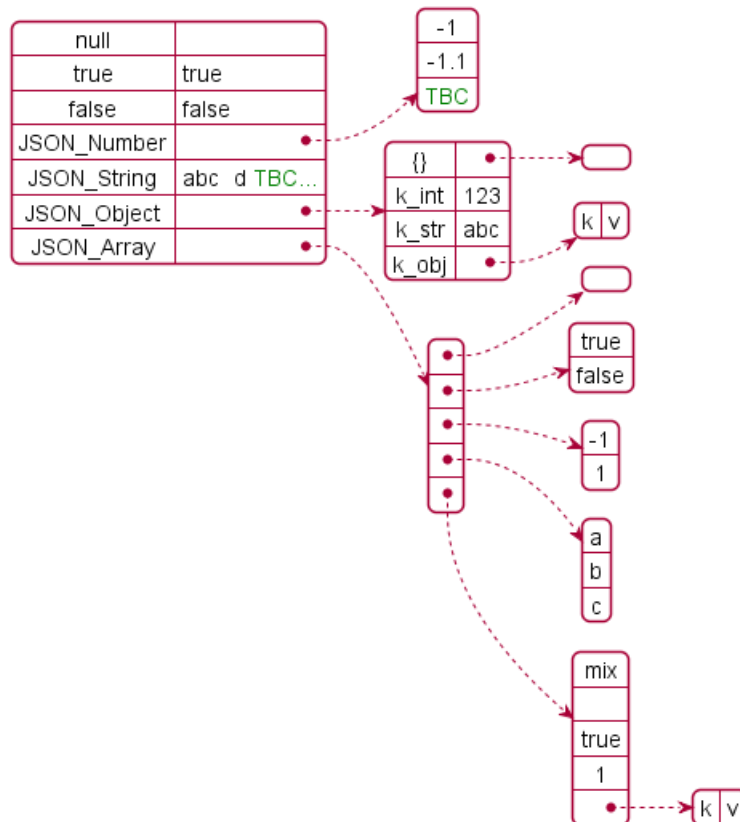 null
true true
false false
JSON_Number
JSON_String abc d TBC...
JSON_Object
JSON_Array
-1
-1.1
TBC
{}
k_int 123
k_str abc
k_obj
k v
true
false
-1
1
a
b
c
mix
true
1
k v